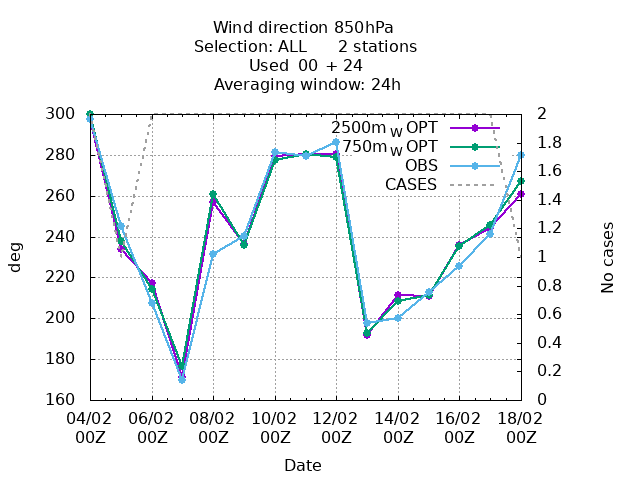 Wind direction 850hPa
Selection: ALL 2 stations
Used 00 + 24
Averaging window: 24h
2500m W OPT
750m W OPT
OBS
CASES
300
280
260
240
220
200
180
160
deg
2
1.8
1.6
1.4
1.2
1
0.8
0.6
0.4
0.2
0
No cases
04/02 06/02 08/02 10/02 12/02 14/02 16/02 18/02
00Z 00Z 00Z 00Z 00Z 00Z 00Z 00Z
Date